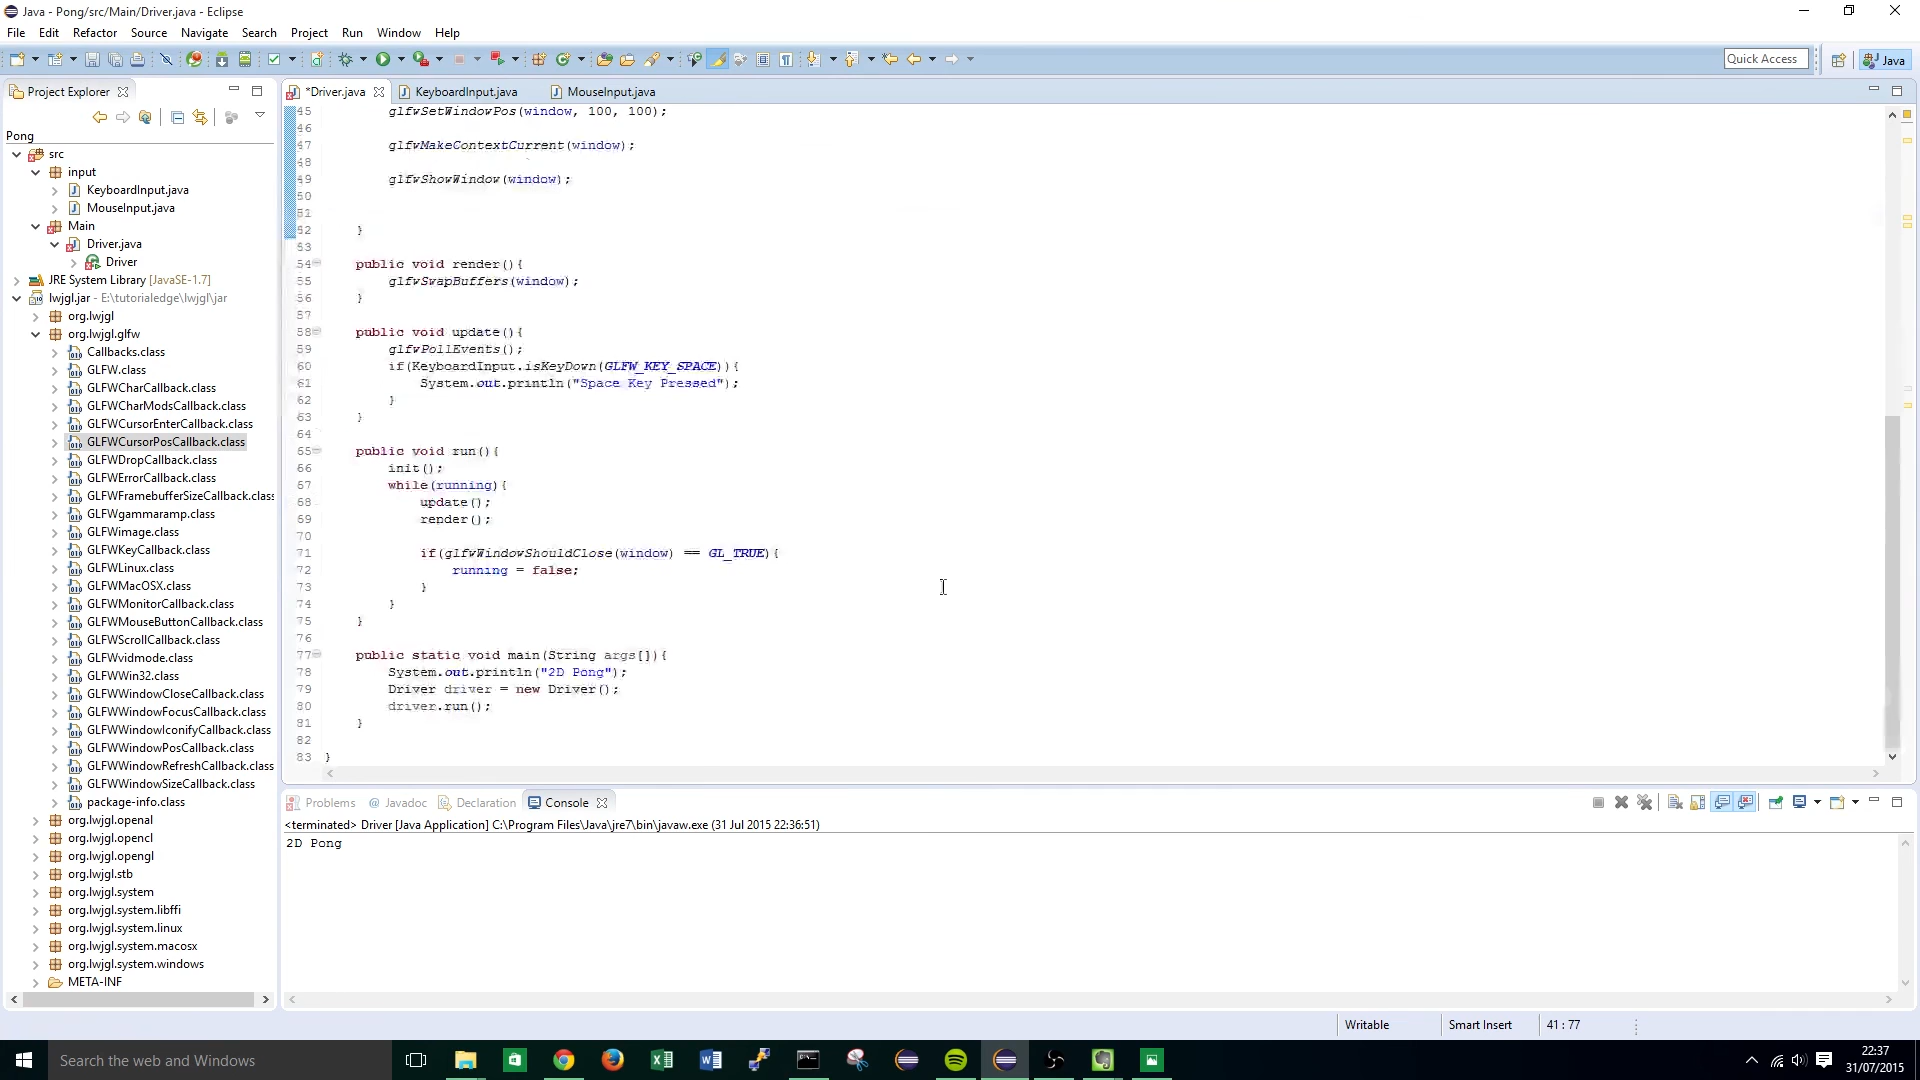 Java - Pong/src/Main/Driver.java - Eclipse
File Edit Refactor Source Navigate Search Project Run Window Help
Quick Access
Java
Project Explorer
Pong
src
input
KeyboardInput.java
MouseInput.java
Main
Driver.java
Driver
JRE System Library [JavaSE-1.7]
lwjgl.jar - E:\tutorialedge\lwjgl\jar
org.lwjgl
org.lwjgl.glfw
Callbacks.class
GLFW.class
GLFWCharCallback.class
GLFWCharModsCallback.class
GLFWCursorEnterCallback.class
GLFWCursorPosCallback.class
GLFWDropCallback.class
GLFWErrorCallback.class
GLFWFramebufferSizeCallback.class
GLFWgammaramp.class
GLFWimage.class
GLFWKeyCallback.class
GLFWLinux.class
GLFWMacOSX.class
GLFWMonitorCallback.class
GLFWMouseButtonCallback.class
GLFWScrollCallback.class
GLFWvidmode.class
GLFWWin32.class
GLFWWindowCloseCallback.class
GLFWWindowFocusCallback.class
GLFWWindowIconifyCallback.class
GLFWWindowPosCallback.class
GLFWWindowRefreshCallback.class
GLFWWindowSizeCallback.class
package-info.class
org.lwjgl.openal
org.lwjgl.opencl
org.lwjgl.opengl
org.lwjgl.stb
org.lwjgl.system
org.lwjgl.system.libffi
org.lwjgl.system.linux
org.lwjgl.system.macosx
org.lwjgl.system.windows
META-INF
*Driver.java KeyboardInput.java MouseInput.java
45 glfwSetWindowPos(window, 100, 100);
46
47 glfwMakeContextCurrent(window);
48
49 glfwShowWindow(window);
50
51
52 }
53
54 public void render(){
55 glfwSwapBuffers(window);
56 }
57
58 public void update(){
59 glfwPollEvents();
60 if(KeyboardInput.isKeyDown(GLFW_KEY_SPACE)){
61 System.out.println("Space Key Pressed");
62 }
63 }
64
65 public void run(){
66 init();
67 while(running){
68 update();
69 render();
70
71 if(glfwWindowShouldClose(window) == GL_TRUE){
72 running = false;
73 }
74 }
75 }
76
77 public static void main(String args[]){
78 System.out.println("2D Pong");
79 Driver driver = new Driver();
80 driver.run();
81 }
82
83 }
Problems Javadoc Declaration Console
<terminated> Driver [Java Application] C:\Program Files\Java\jre7\bin\javaw.exe (31 Jul 2015 22:36:51)
2D Pong
Writable Smart Insert 41 : 77
Search the web and Windows
22:37
31/07/2015